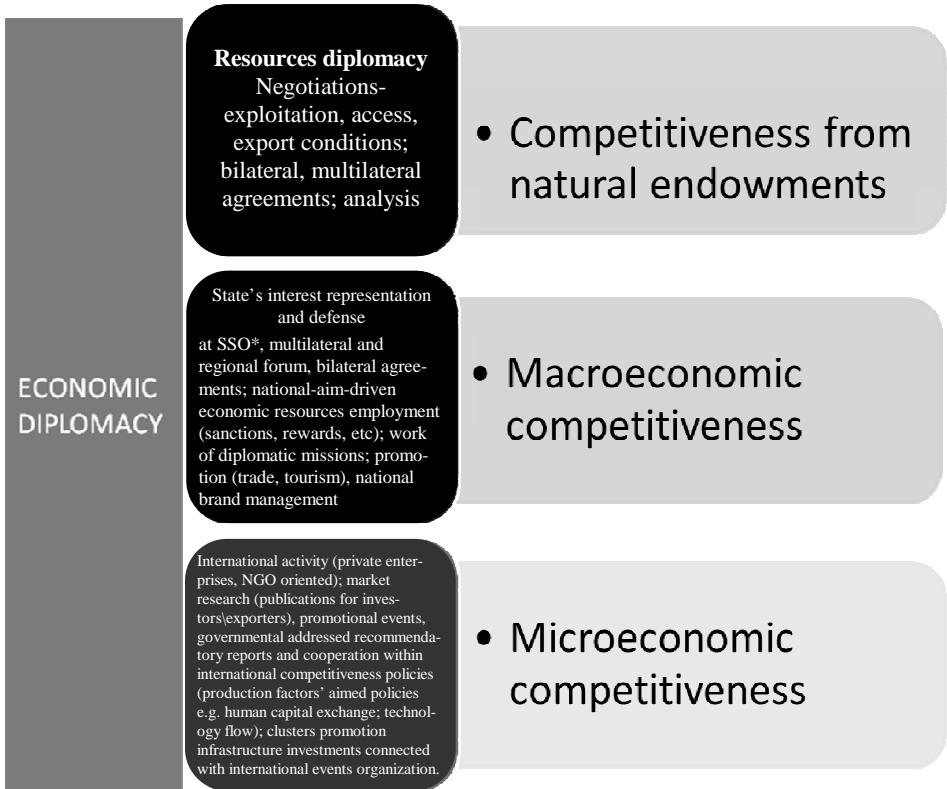 ECONOMIC
DIPLOMACY
Resources diplomacy
Negotiations-
exploitation, access,
export conditions;
bilateral, multilateral
agreements; analysis
• Competitiveness from
natural endowments
State’s interest representation
and defense
at SSO*, multilateral and
regional forum, bilateral agree-
ments; national-aim-driven
economic resources employment
(sanctions, rewards, etc); work
of diplomatic missions; promo-
tion (trade, tourism), national
brand management
• Macroeconomic
competitiveness
International activity (private enter-
prises, NGO oriented); market
research (publications for inves-
tors\exporters), promotional events,
governmental addressed recommenda-
tory reports and cooperation within
international competitiveness policies
(production factors’ aimed policies
e.g. human capital exchange; technol-
ogy flow); clusters promotion
infrastructure investments connected
with international events organization.
• Microeconomic
competitiveness